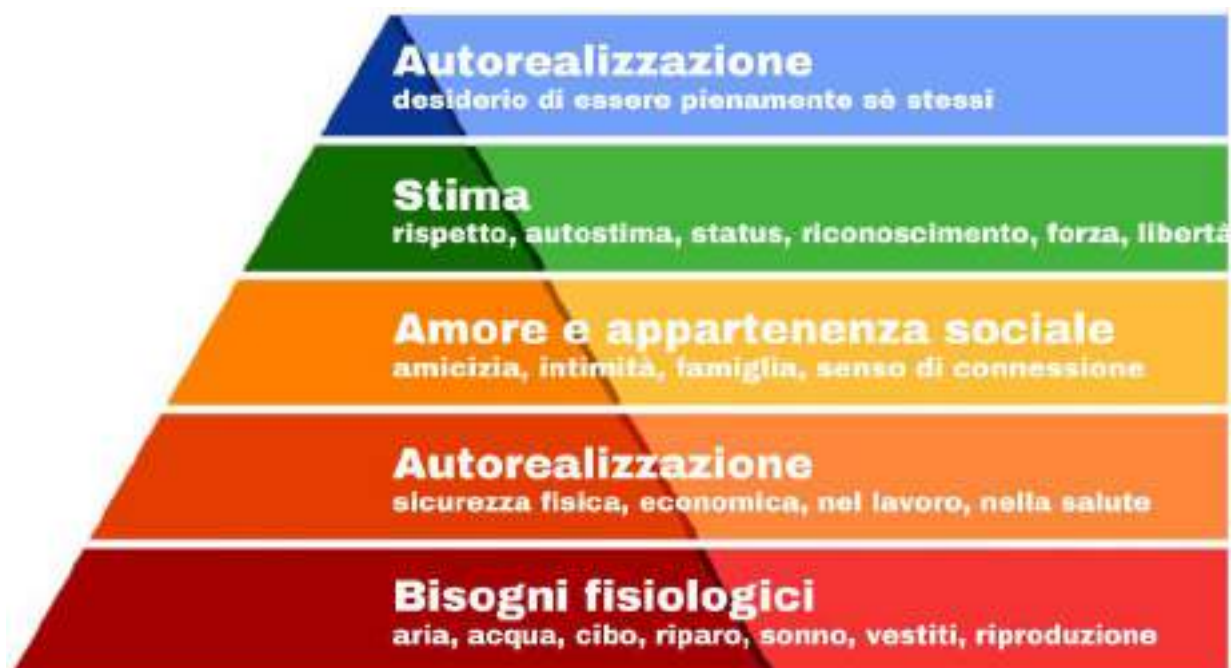 Autorealizzazione
desiderio di essere pienamente sè stessi
Stima
rispetto, autostima, status, riconoscimento, forza, libertà
Amore e appartenenza sociale
amicizia, intimità, famiglia, senso di connessione
Autorealizzazione
sicurezza fisica, economica, nel lavoro, nella salute
Bisogni fisiologici
aria, acqua, cibo, riparo, sonno, vestiti, riproduzione